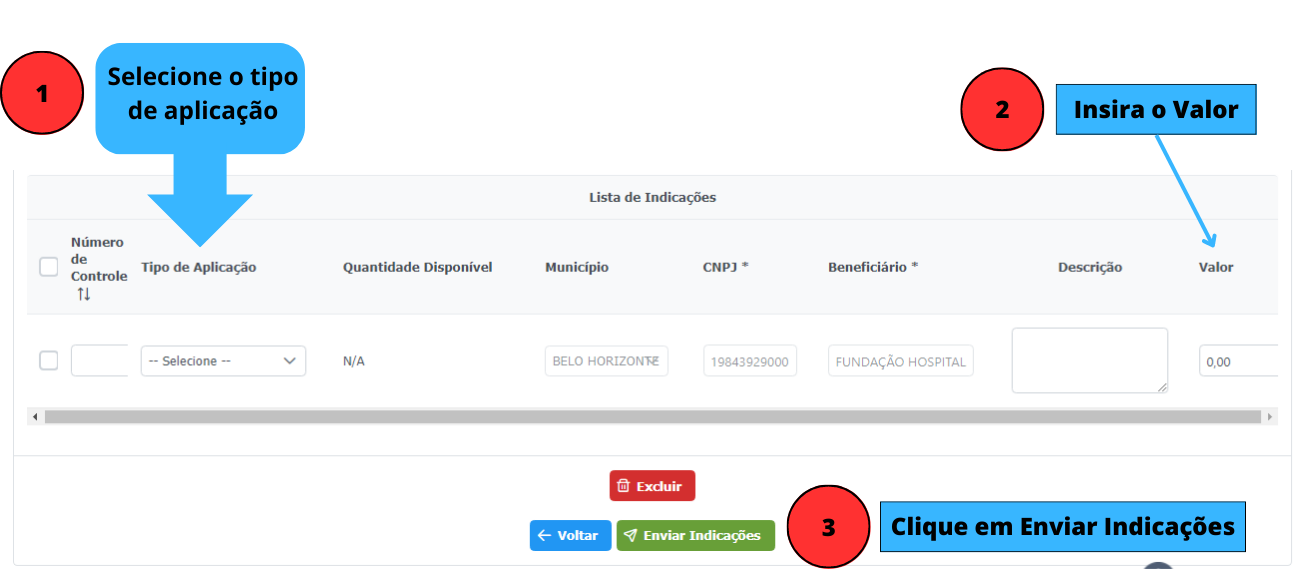 1
Selecione o tipo
de aplicação
2
Insira o Valor
Lista de Indicações
Número
de
Controle
Tipo de Aplicação
Quantidade Disponível
Município
CNPJ *
Beneficiário *
Descrição
Valor
-- Selecione --
N/A
BELO HORIZONTE
19843929000
FUNDAÇÃO HOSPITAL
0,00
Excluir
Voltar
Enviar Indicações
3
Clique em Enviar Indicações